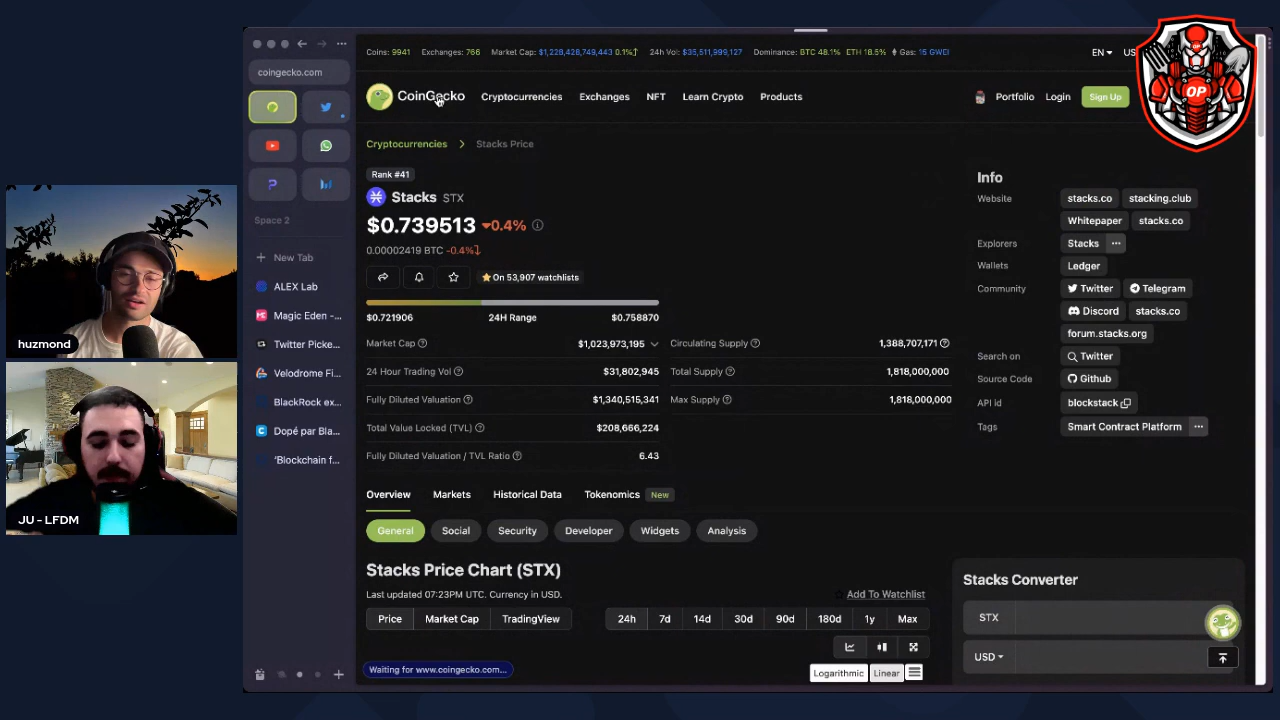 Coins: 9941 Exchanges: 766 Market Cap: $1,228,428,749,443 0.1% 24h Vol: $35,511,999,127 Dominance: BTC 48.1% ETH 18.5% Gas: 15 GWEI
EN
OP
OP
coingecko.com
CoinGecko Cryptocurrencies Exchanges NFT Learn Crypto Products Portfolio Login Sign Up
Cryptocurrencies > Stacks Price
Rank #41
Stacks STX
$0.739513 0.4%
0.00002419 BTC -0.4%
On 53,907 watchlists
$0.721906 24H Range $0.758870
Market Cap $1,023,973,195
24 Hour Trading Vol $31,802,945
Fully Diluted Valuation $1,340,515,341
Total Value Locked (TVL) $208,666,224
Fully Diluted Valuation / TVL Ratio 6.43
Circulating Supply 1,388,707,171
Total Supply 1,818,000,000
Max Supply 1,818,000,000
Info
Website stacks.co stacking.club
Whitepaper stacks.co
Explorers Stacks ...
Wallets Ledger
Community Twitter Telegram
Discord stacks.co
forum.stacks.org
Search on Twitter
Source Code Github
API id blockstack
Tags Smart Contract Platform ...
Space 2
+ New Tab
ALEX Lab
Magic Eden -...
Twitter Picke...
Velodrome Fi...
BlackRock ex...
Dopé par Bla...
'Blockchain f...
huzmond
JU - LFDM
Overview Markets Historical Data Tokenomics New
General Social Security Developer Widgets Analysis
Stacks Price Chart (STX)
Last updated 07:23PM UTC. Currency in USD.
Add To Watchlist
Price Market Cap TradingView
24h 7d 14d 30d 90d 180d 1y Max
Logarithmic Linear
Waiting for www.coingecko.com...
Stacks Converter
STX
USD